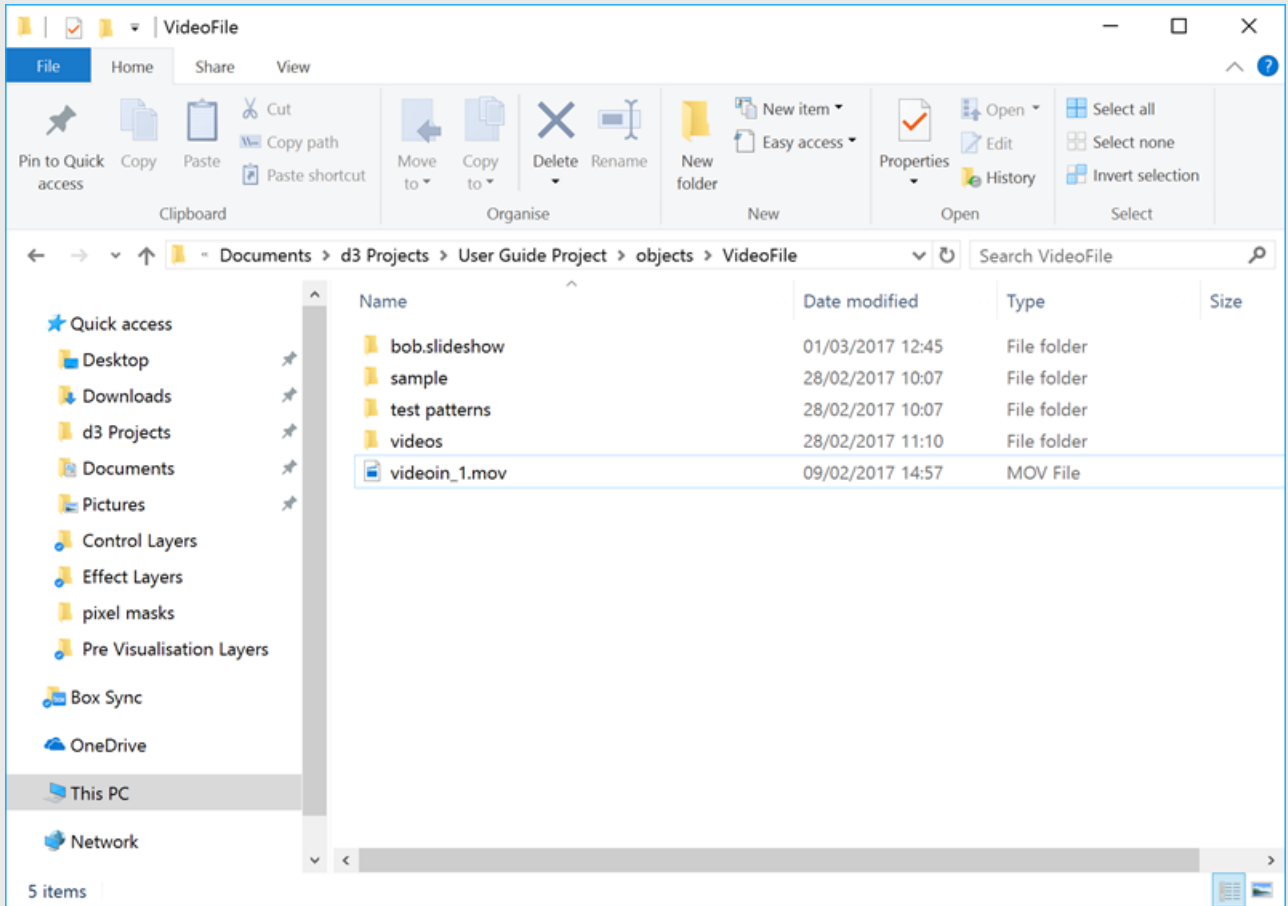 VideoFile
File Home Share View
Pin to Quick access
Copy
Paste
Cut
Copy path
Paste shortcut
Clipboard
Move to
Copy to
Delete
Rename
Organise
New folder
New item
Easy access
New
Properties
Open
Edit
History
Open
Select all
Select none
Invert selection
Select
« Documents > d3 Projects > User Guide Project > objects > VideoFile
Search VideoFile
Quick access
Desktop
Downloads
d3 Projects
Documents
Pictures
Control Layers
Effect Layers
pixel masks
Pre Visualisation Layers
Box Sync
OneDrive
This PC
Network
Name Date modified Type Size
bob.slideshow 01/03/2017 12:45 File folder
sample 28/02/2017 10:07 File folder
test patterns 28/02/2017 10:07 File folder
videos 28/02/2017 11:10 File folder
videoin_1.mov 09/02/2017 14:57 MOV File
5 items